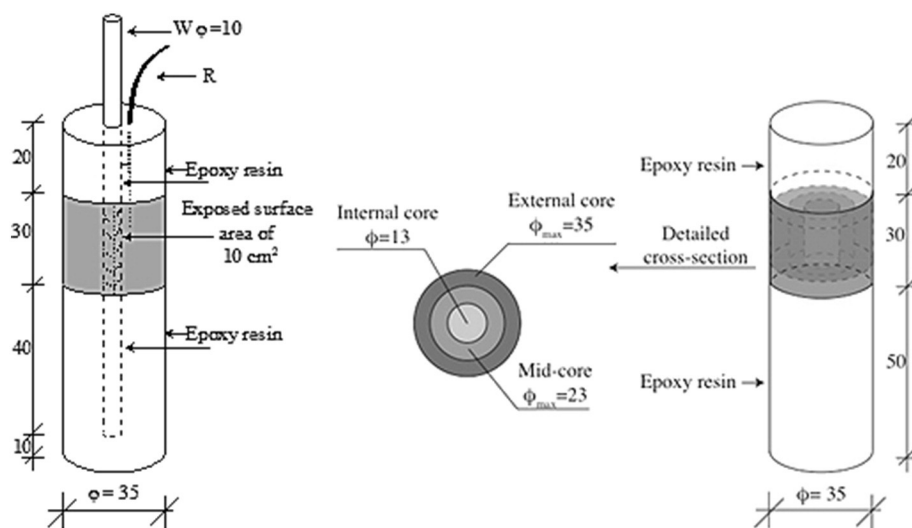 W φ=10
R
20
30
40
10
Epoxy resin
Exposed surface
area of
10 cm²
Epoxy resin
φ= 35
Internal core
ϕ=13
External core
ϕmax=35
Mid-core
ϕmax=23
Detailed
cross-section
Epoxy resin
Epoxy resin
20
30
50
ϕ= 35